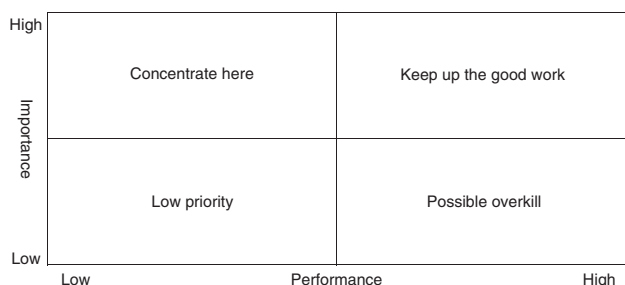 High
Concentrate here
Keep up the good work
Importance
Low priority
Possible overkill
Low
Low
Performance
High